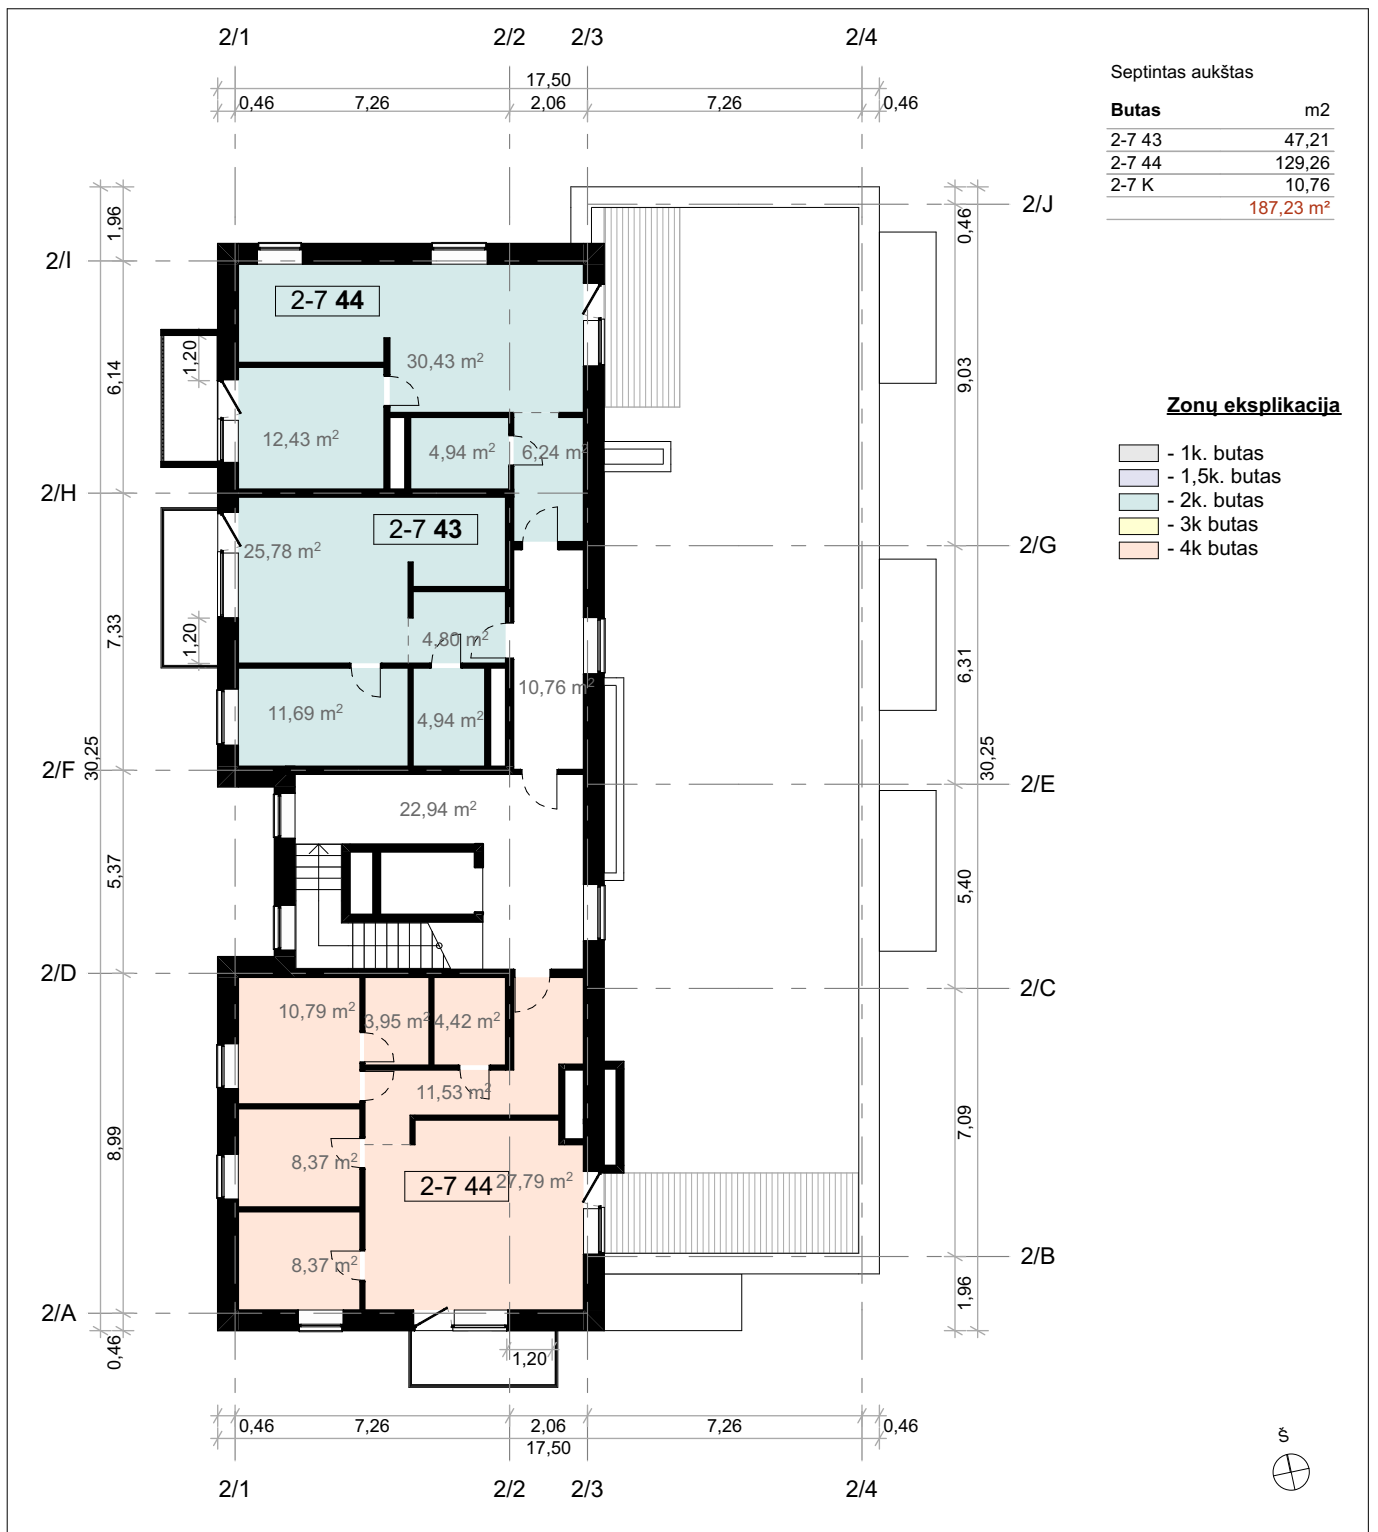 2/1 2/2 2/3 2/4
17,50
0,46 7,26 2,06 7,26 0,46
Septintas aukštas
Butas m2
2-7 43 47,21
2-7 44 129,26
2-7 K 10,76
187,23 m²
1,96
2/J
0,46
2/I
2-7 44
1,20
30,43 m²
6,14
9,03
Zonų eksplikacija
12,43 m²
4,94 m²
6,24 m²
- 1k. butas
- 1,5k. butas
- 2k. butas
- 3k butas
- 4k butas
2/H
2-7 43
25,78 m²
2/G
7,33
1,20
4,80 m²
6,31
10,76 m²
11,69 m²
4,94 m²
30,25
30,25
2/F
2/E
22,94 m²
5,37
5,40
2/D
2/C
10,79 m²
3,95 m²
4,42 m²
11,53 m²
8,99
7,09
8,37 m²
2-7 44
27,79 m²
8,37 m²
2/B
2/A
1,96
0,46
1,20
0,46 7,26 2,06 7,26 0,46
17,50
Š
2/1 2/2 2/3 2/4